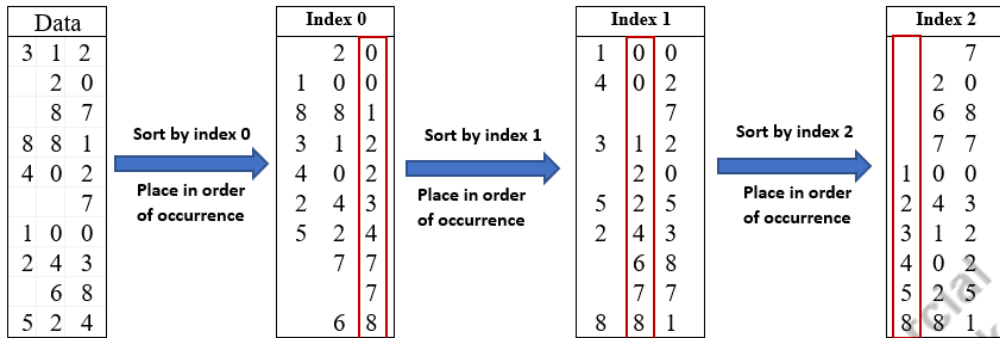 Data
3 1 2
2 0
8 7
8 8 1
4 0 2
7
1 0 0
2 4 3
6 8
5 2 4
Sort by index 0
Place in order
of occurrence
Index 0
2 0
1 0 0
8 8 1
3 1 2
4 0 2
2 4 3
5 2 4
7 7
7
6 8
Sort by index 1
Place in order
of occurrence
Index 1
1 0 0
4 0 2
7
3 1 2
2 0
5 2 5
2 4 3
6 8
7 7
8 8 1
Sort by index 2
Place in order
of occurrence
Index 2
7
2 0
6 8
7 7
1 0 0
2 4 3
3 1 2
4 0 2
5 2 5
8 8 1